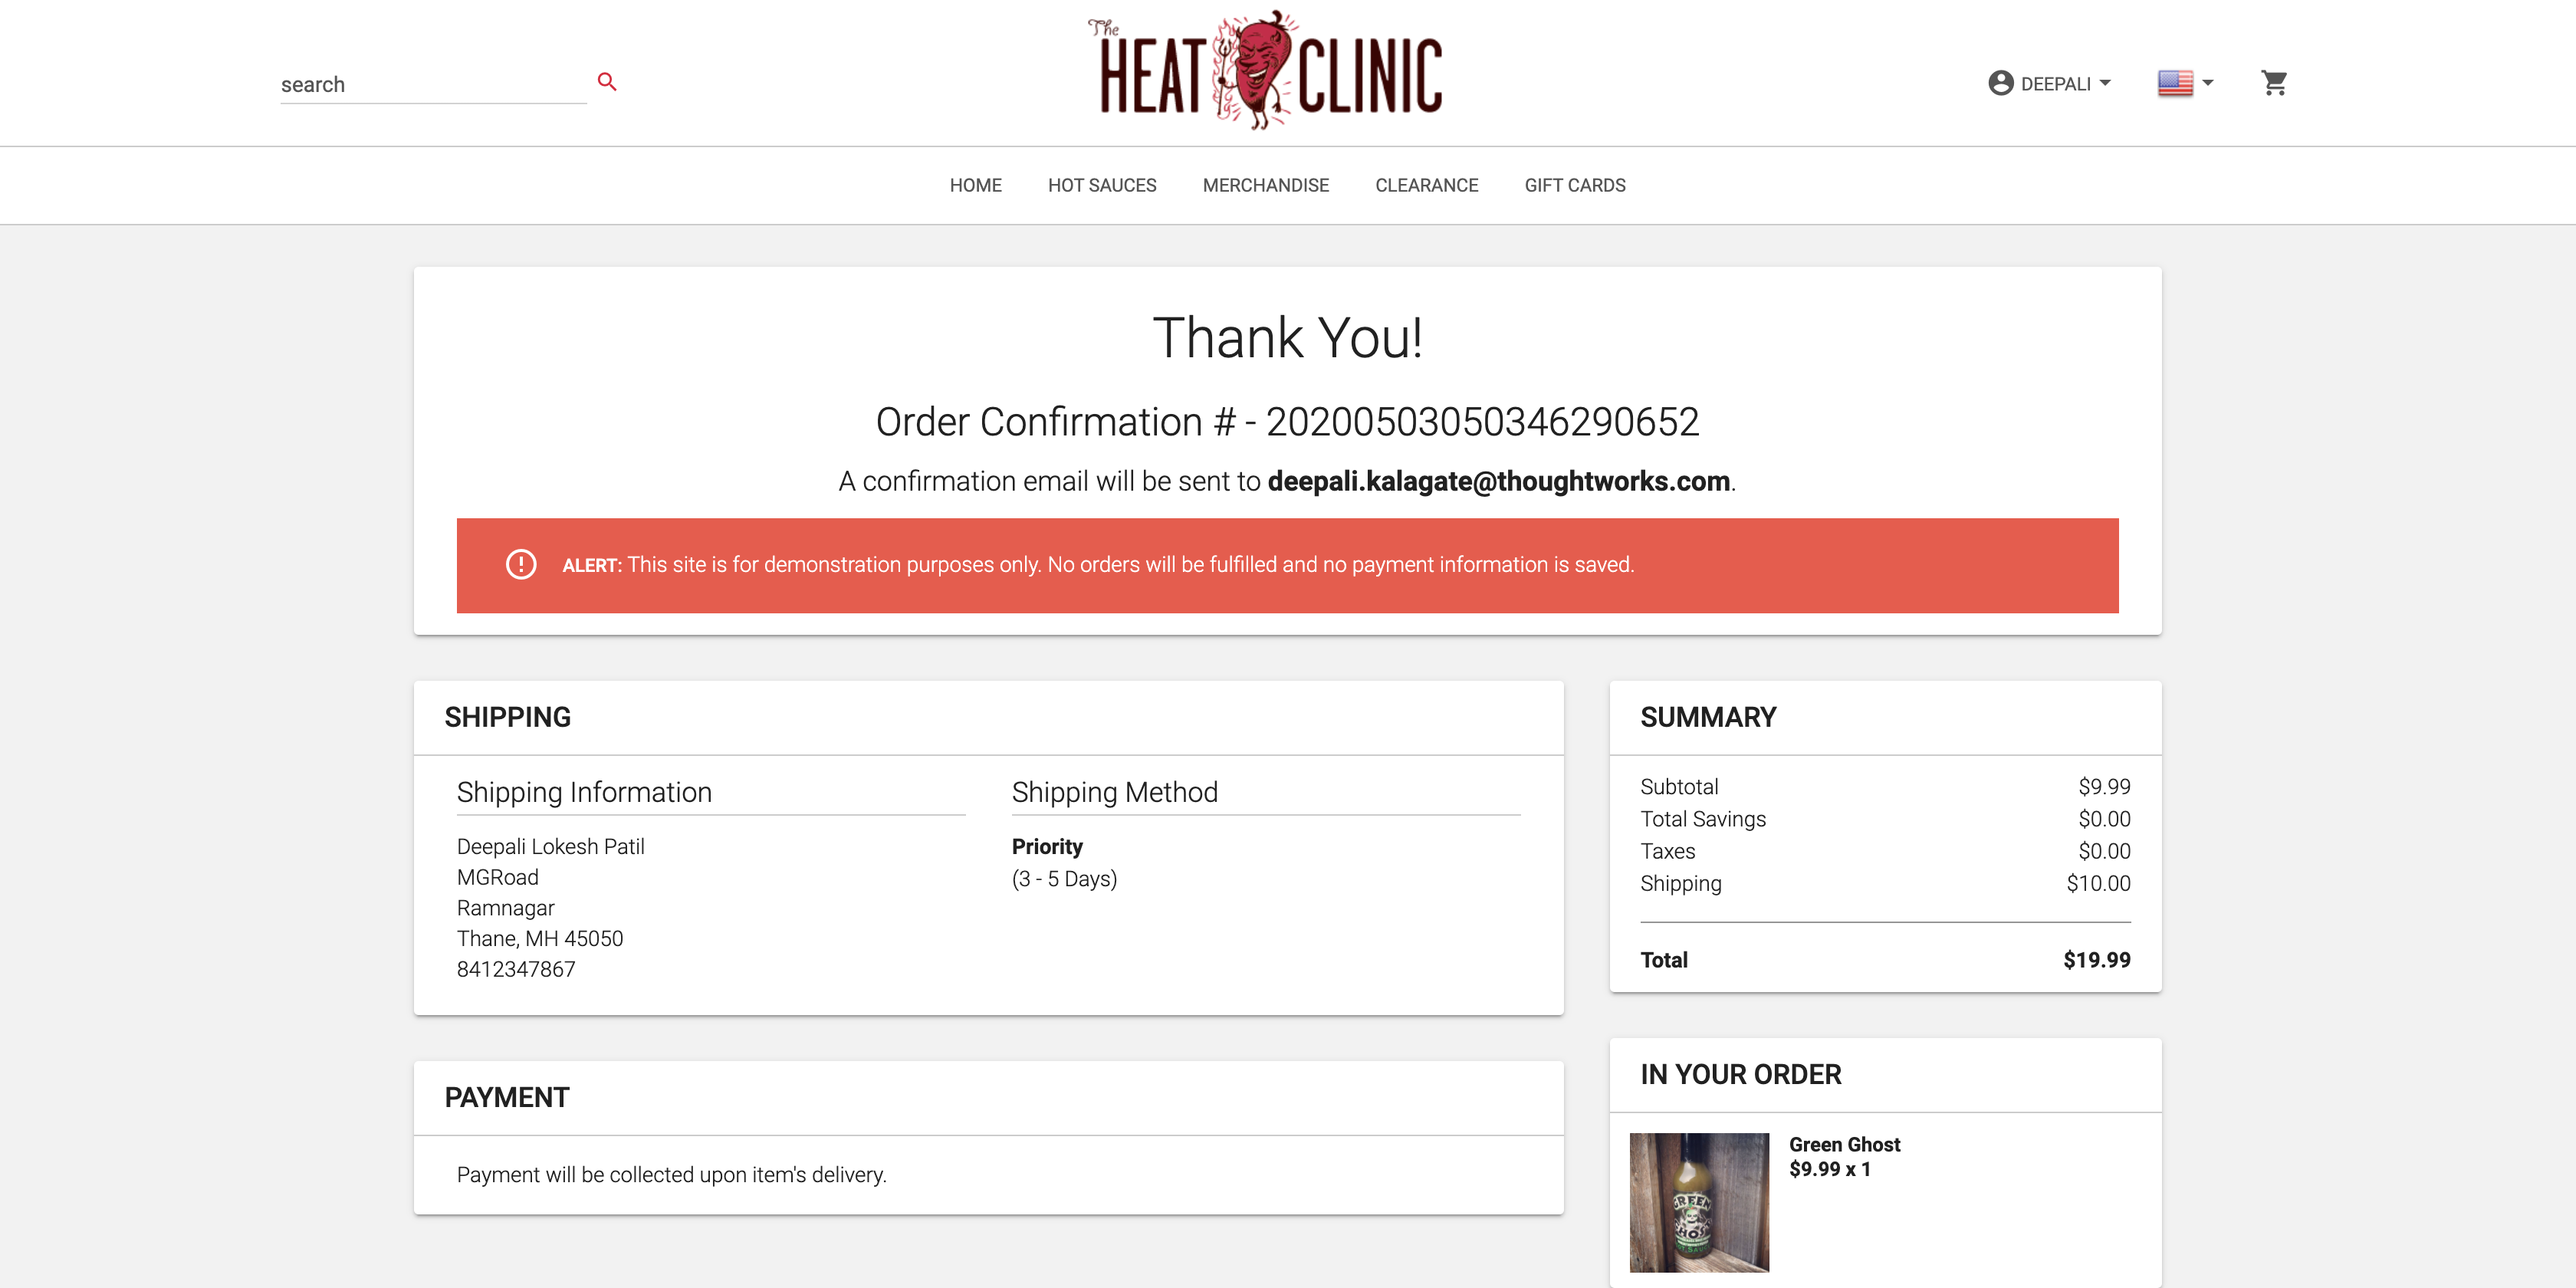 The
HEAT CLINIC
search
DEEPALI
HOME HOT SAUCES MERCHANDISE CLEARANCE GIFT CARDS
Thank You!
Order Confirmation # - 20200503050346290652
A confirmation email will be sent to deepali.kalagate@thoughtworks.com.
ALERT: This site is for demonstration purposes only. No orders will be fulfilled and no payment information is saved.
SHIPPING
Shipping Information
Deepali Lokesh Patil
MGRoad
Ramnagar
Thane, MH 45050
8412347867
Shipping Method
Priority
(3 - 5 Days)
PAYMENT
Payment will be collected upon item's delivery.
SUMMARY
Subtotal $9.99
Total Savings $0.00
Taxes $0.00
Shipping $10.00
Total $19.99
IN YOUR ORDER
Green Ghost
$9.99 x 1
GREEN
GHOST